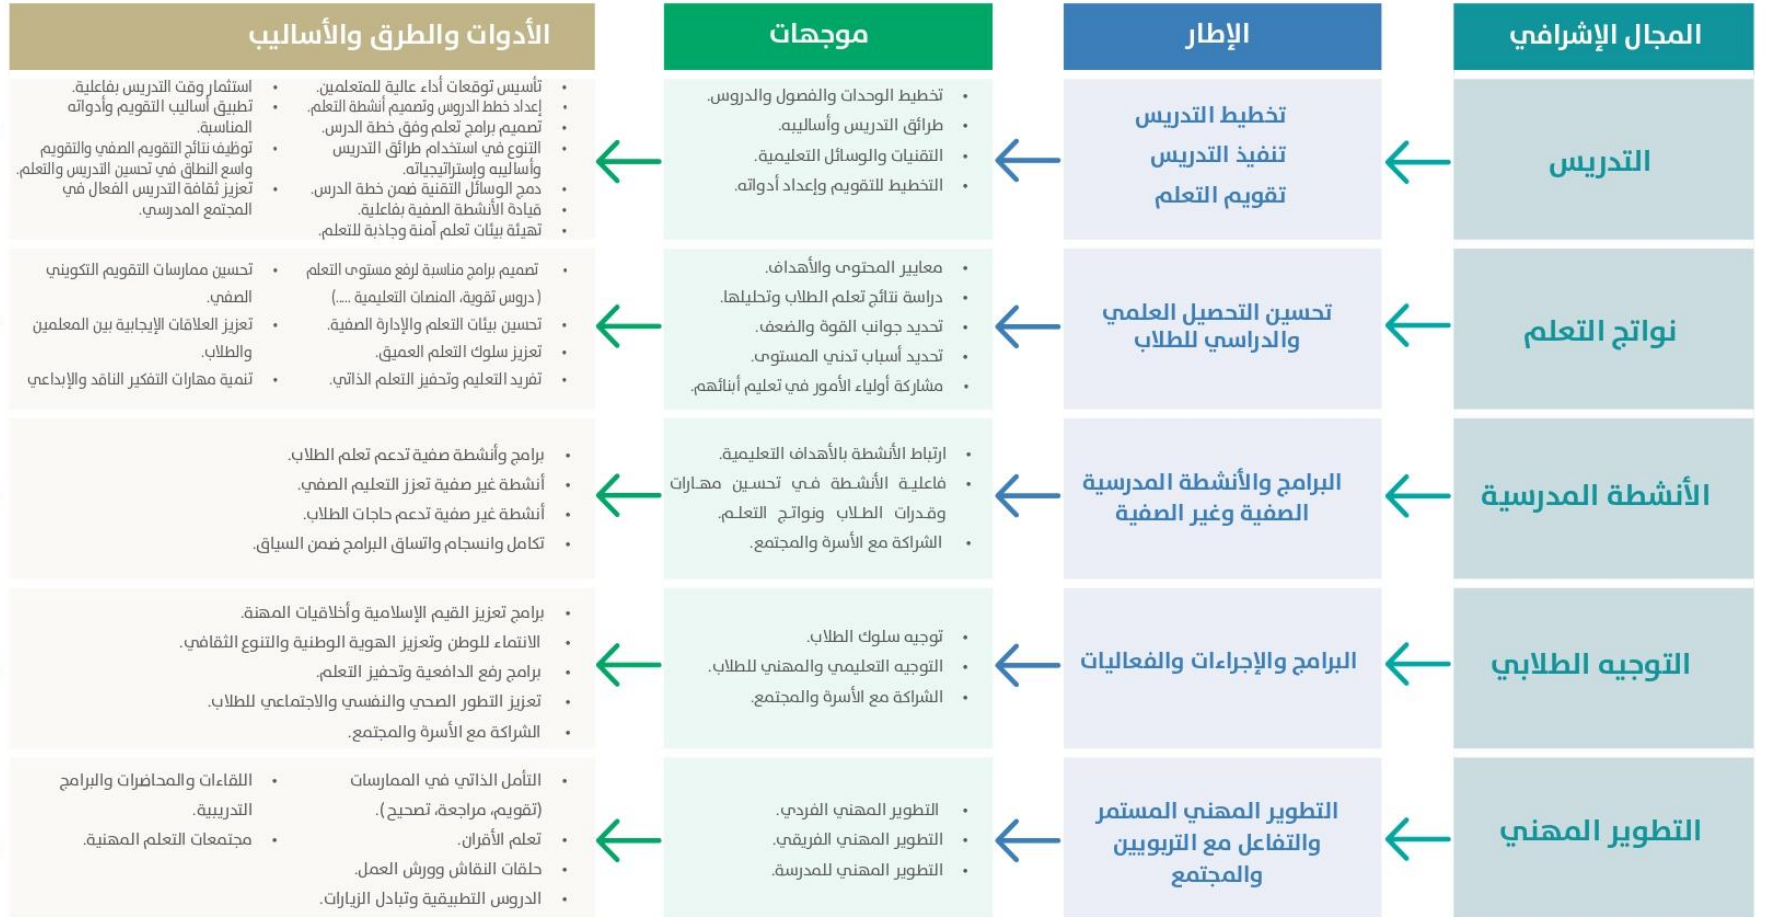 المجال الإشرافي
الإطار
موجهات
الأدوات والطرق والأساليب
التدريس
تخطيط التدريس
تنفيذ التدريس
تقويم التعلم
• تخطيط الوحدات والفصول والدروس.
• طرائق التدريس وأساليبه.
• التقنيات والوسائل التعليمية.
• التخطيط للتقويم وإعداد أدواته.
• تأسيس توقعات أداء عالية للمتعلمين.
• إعداد خطط الدروس وتصميم أنشطة التعلم.
• تصميم برامج تعلم وفق خطة الدرس.
• التنوع في استخدام طرائق التدريس
وأساليبه وإستراتيجياته.
• دمج الوسائل التقنية ضمن خطة الدرس.
• قيادة الأنشطة الصفية بفاعلية.
• تهيئة بيئات تعلم آمنة وجاذبة للتعلم.
• استثمار وقت التدريس بفاعلية.
• تطبيق أساليب التقويم وأدواته
المناسبة.
• توظيف نتائج التقويم الصفي والتقويم
واسع النطاق في تحسين التدريس والتعلم.
• تعزيز ثقافة التدريس الفعال في
المجتمع المدرسي.
نواتج التعلم
تحسين التحصيل العلمي
والدراسي للطلاب
• معايير المحتوى والأهداف.
• دراسة نتائج تعلم الطلاب وتحليلها.
• تحديد جوانب القوة والضعف.
• تحديد أسباب تدني المستوى.
• مشاركة أولياء الأمور في تعليم أبنائهم.
• تصميم برامج مناسبة لرفع مستوى التعلم
(دروس تقوية، المنصات التعليمية .....)
• تحسين بيئات التعلم والإدارة الصفية.
• تعزيز سلوك التعلم العميق.
• تفريد التعليم وتحفيز التعلم الذاتي.
• تحسين ممارسات التقويم التكويني
الصفي.
• تعزيز العلاقات الإيجابية بين المعلمين
والطلاب.
• تنمية مهارات التفكير الناقد والإبداعي
الأنشطة المدرسية
البرامج والأنشطة المدرسية
الصفية وغير الصفية
• ارتباط الأنشطة بالأهداف التعليمية.
• فاعلية الأنشطة في تحسين مهارات
وقدرات الطلاب ونواتج التعلم.
• الشراكة مع الأسرة والمجتمع.
• برامج وأنشطة صفية تدعم تعلم الطلاب.
• أنشطة غير صفية تعزز التعليم الصفي.
• أنشطة غير صفية تدعم حاجات الطلاب.
• تكامل وانسجام واتساق البرامج ضمن السياق.
التوجيه الطلابي
البرامج والإجراءات والفعاليات
• توجيه سلوك الطلاب.
• التوجيه التعليمي والمهني للطلاب.
• الشراكة مع الأسرة والمجتمع.
• برامج تعزيز القيم الإسلامية وأخلاقيات المهنة.
• الانتماء للوطن وتعزيز الهوية الوطنية والتنوع الثقافي.
• برامج رفع الدافعية وتحفيز التعلم.
• تعزيز التطور الصحي والنفسي والاجتماعي للطلاب.
• الشراكة مع الأسرة والمجتمع.
التطوير المهني
التطوير المهني المستمر
والتفاعل مع التربويين
والمجتمع
• التطوير المهني الفردي.
• التطوير المهني الفريقي.
• التطوير المهني للمدرسة.
• التأمل الذاتي في الممارسات
(تقويم، مراجعة، تصحيح).
• تعلم الأقران.
• حلقات النقاش وورش العمل.
• الدروس التطبيقية وتبادل الزيارات.
• اللقاءات والمحاضرات والبرامج
التدريبية.
• مجتمعات التعلم المهنية.